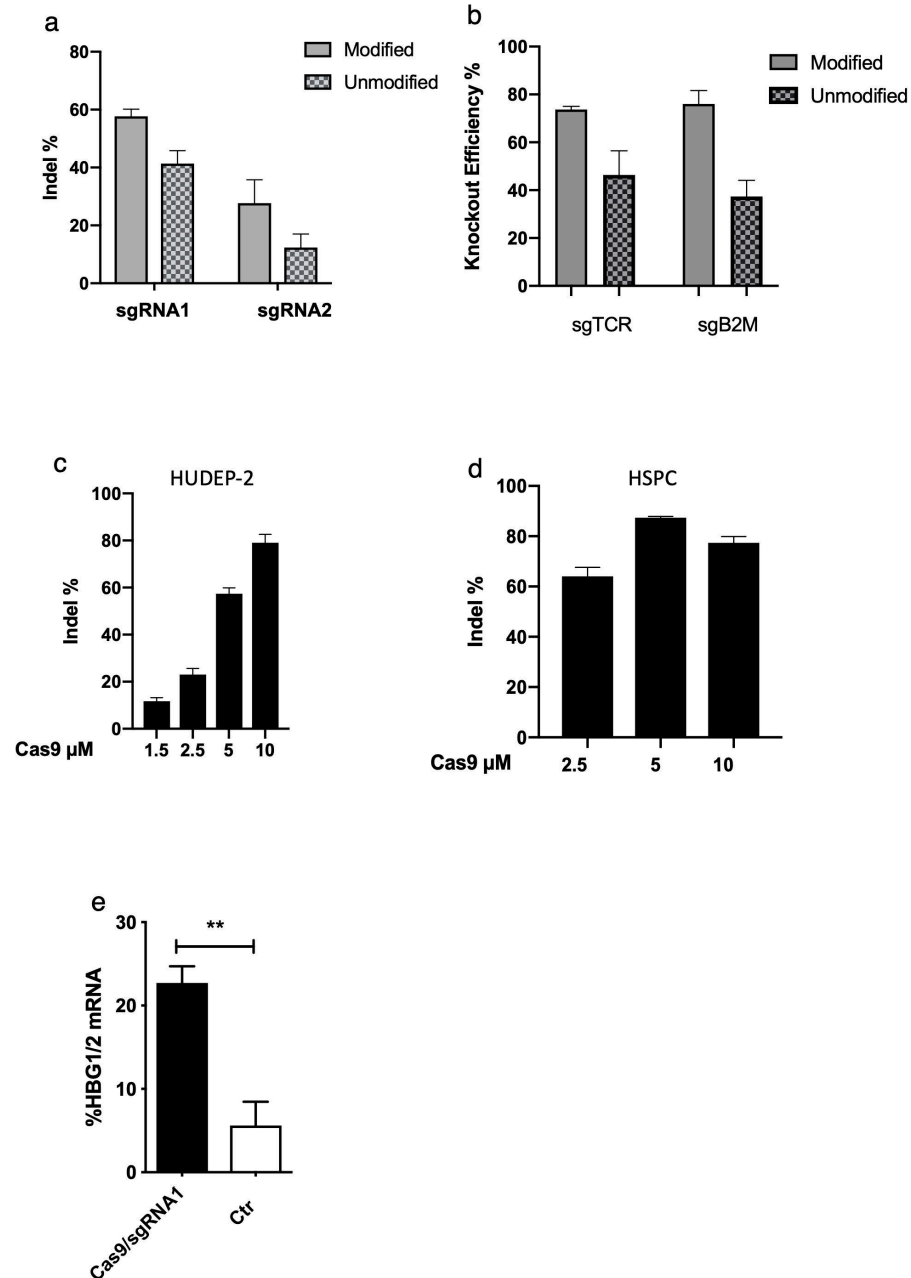 a
80
60
40
20
0
Indel %
Modified
Unmodified
sgRNA1 sgRNA2
b
100
80
60
40
20
0
Knockout Efficiency %
Modified
Unmodified
sgTCR sgB2M
c
HUDEP-2
100
80
60
40
20
0
Indel %
Cas9 µM 1.5 2.5 5 10
d
HSPC
100
80
60
40
20
0
Indel %
Cas9 µM 2.5 5 10
e
30
20
10
0
%HBG1/2 mRNA
**
Cas9/sgRNA1 Ctr